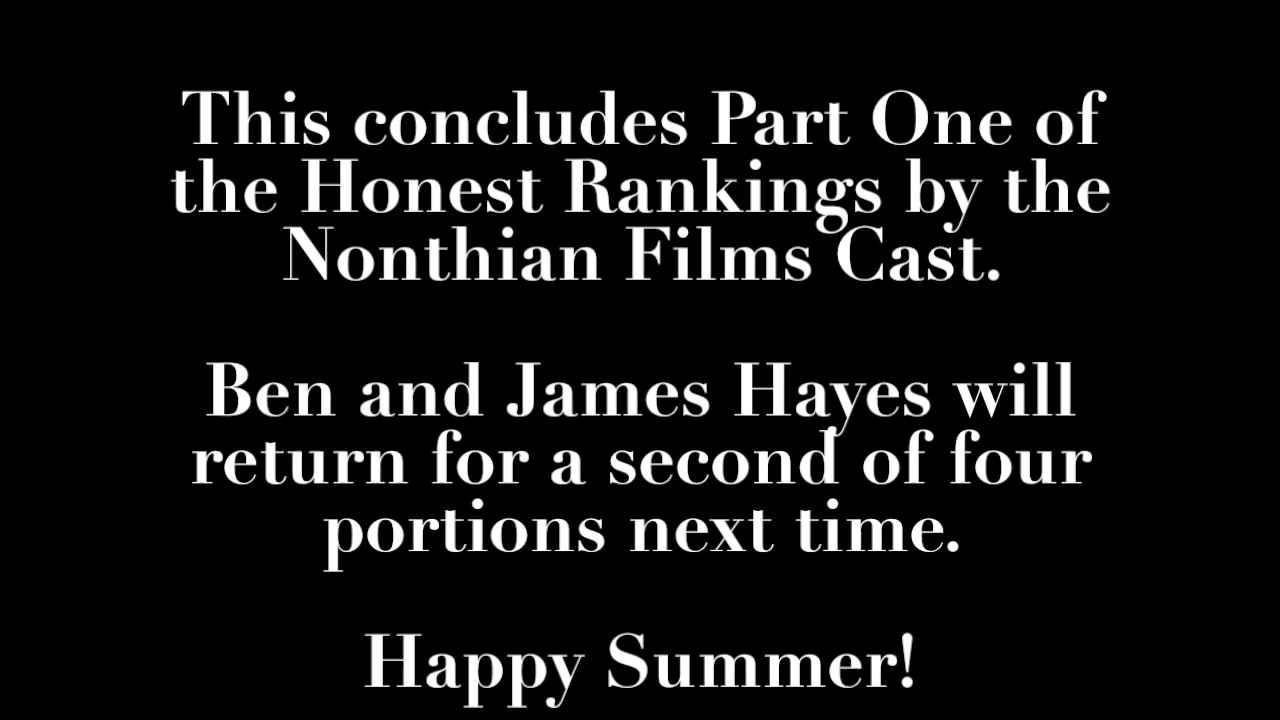 This concludes Part One of
the Honest Rankings by the
Nonthian Films Cast.
Ben and James Hayes will
return for a second of four
portions next time.
Happy Summer!